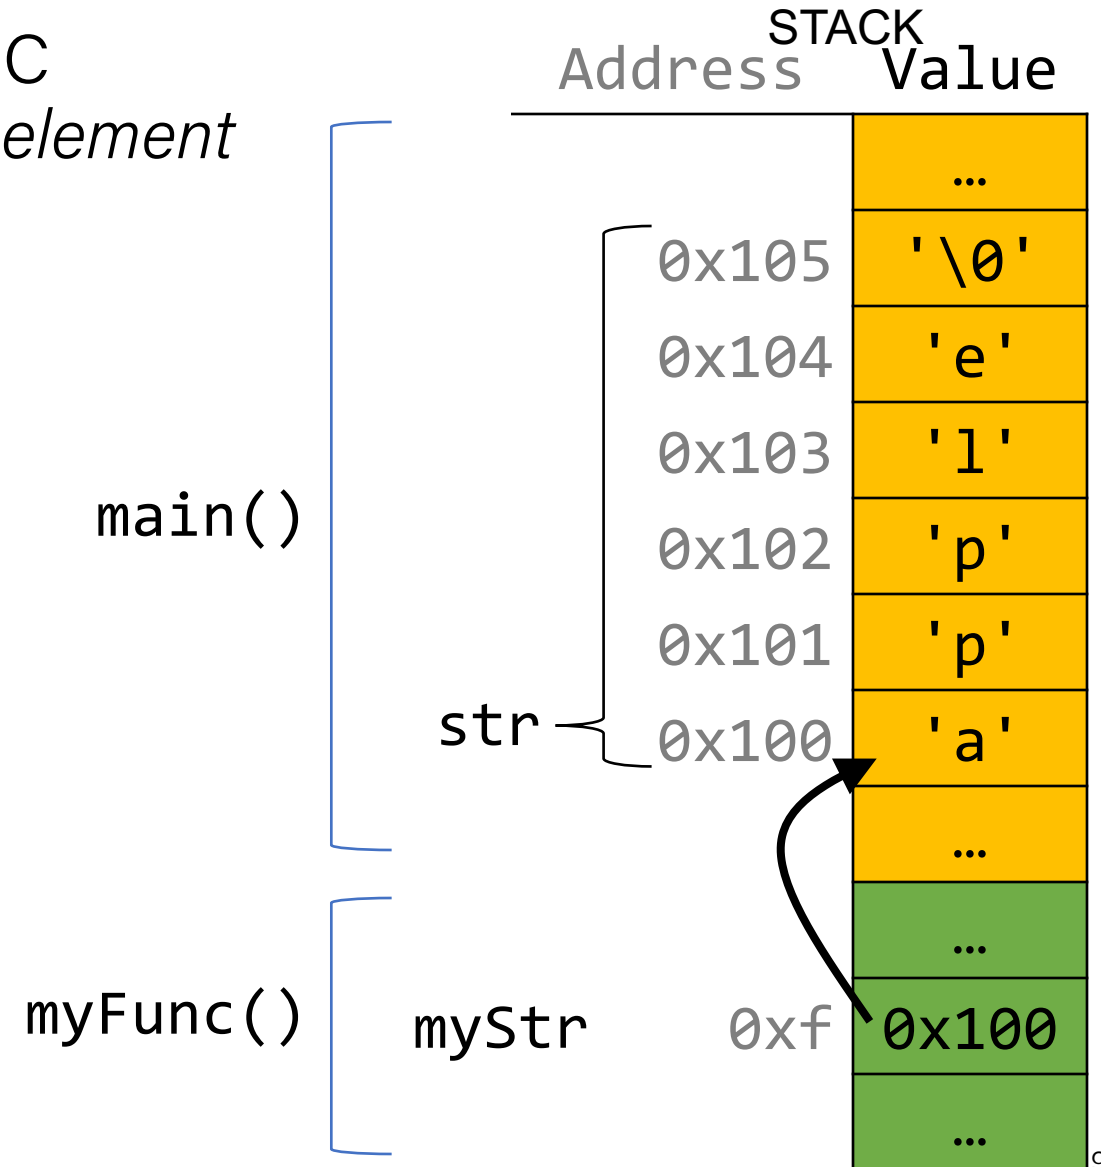 C
element
STACK
Address Value
…
0x105 '\0'
0x104 'e'
0x103 'l'
main()
0x102 'p'
0x101 'p'
str
0x100 'a'
…
…
myFunc() myStr 0xf 0x100
…